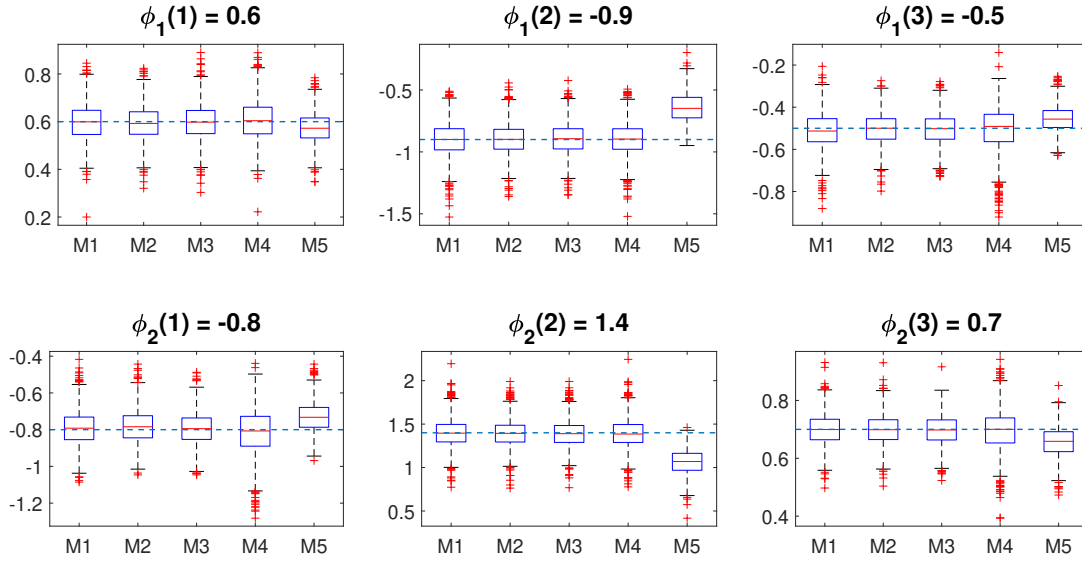 ϕ₁(1) = 0.6
0.8
0.6
0.4
0.2
M1 M2 M3 M4 M5
ϕ₁(2) = -0.9
-0.5
-1
-1.5
M1 M2 M3 M4 M5
ϕ₁(3) = -0.5
-0.2
-0.4
-0.6
-0.8
M1 M2 M3 M4 M5
ϕ₂(1) = -0.8
-0.4
-0.6
-0.8
-1
-1.2
M1 M2 M3 M4 M5
ϕ₂(2) = 1.4
2
1.5
1
0.5
M1 M2 M3 M4 M5
ϕ₂(3) = 0.7
0.8
0.6
0.4
M1 M2 M3 M4 M5